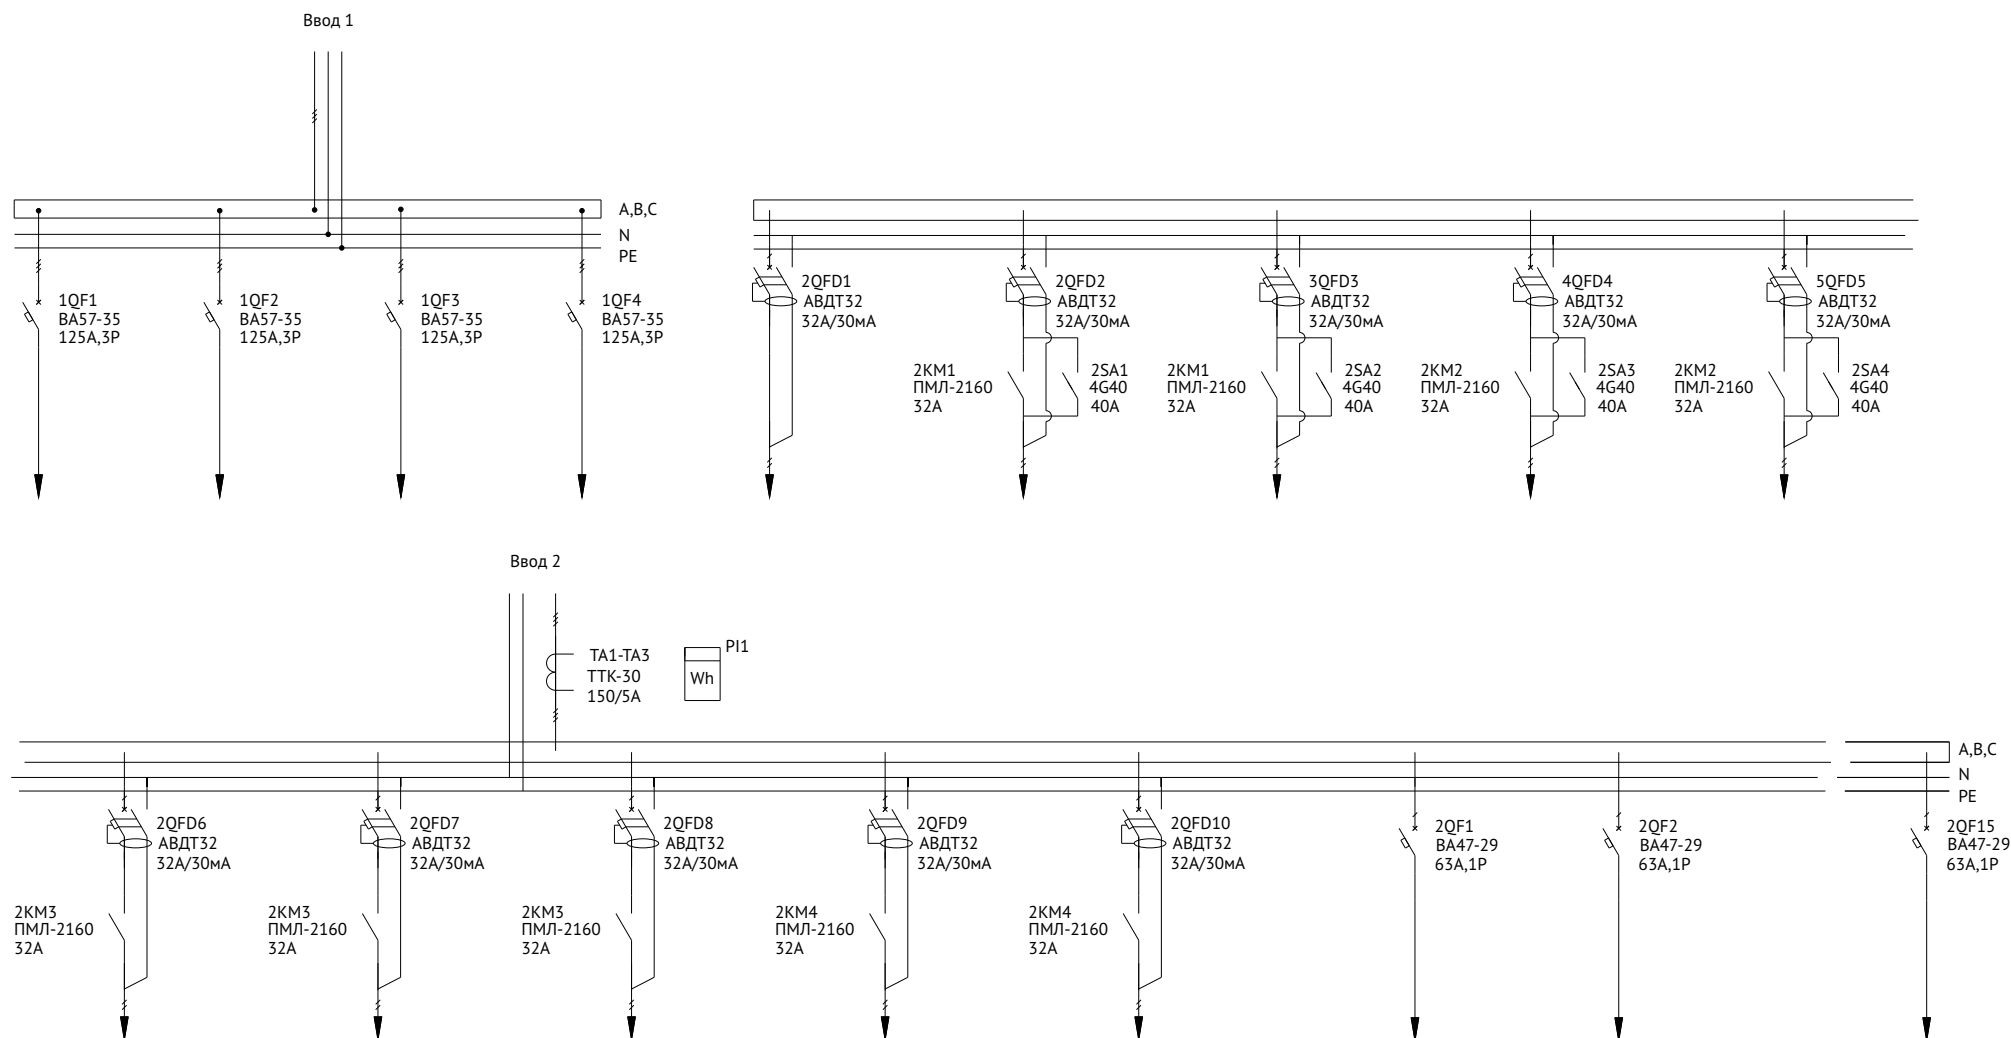 Ввод 1
A,B,C
N
PE
1QF1
ВА57-35
125А,3Р
1QF2
ВА57-35
125А,3Р
1QF3
ВА57-35
125А,3Р
1QF4
ВА57-35
125А,3Р
2QFD1
АВДТ32
32А/30мА
2QFD2
АВДТ32
32А/30мА
3QFD3
АВДТ32
32А/30мА
4QFD4
АВДТ32
32А/30мА
5QFD5
АВДТ32
32А/30мА
2КМ1
ПМЛ-2160
32А
2SA1
4G40
40А
2КМ1
ПМЛ-2160
32А
2SA2
4G40
40А
2КМ2
ПМЛ-2160
32А
2SA3
4G40
40А
2КМ2
ПМЛ-2160
32А
2SA4
4G40
40А
Ввод 2
ТА1-ТА3
ТТК-30
150/5А
PI1
Wh
A,B,C
N
PE
2QFD6
АВДТ32
32А/30мА
2QFD7
АВДТ32
32А/30мА
2QFD8
АВДТ32
32А/30мА
2QFD9
АВДТ32
32А/30мА
2QFD10
АВДТ32
32А/30мА
2QF1
ВА47-29
63А,1Р
2QF2
ВА47-29
63А,1Р
2QF15
ВА47-29
63А,1Р
2КМ3
ПМЛ-2160
32А
2КМ3
ПМЛ-2160
32А
2КМ3
ПМЛ-2160
32А
2КМ4
ПМЛ-2160
32А
2КМ4
ПМЛ-2160
32А